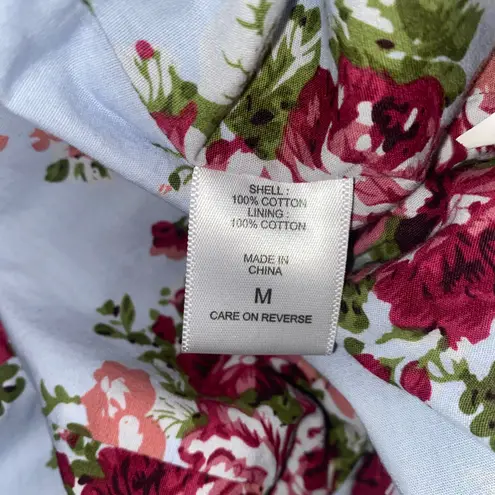 SHELL :
100% COTTON
LINING :
100% COTTON
MADE IN
CHINA
M
CARE ON REVERSE